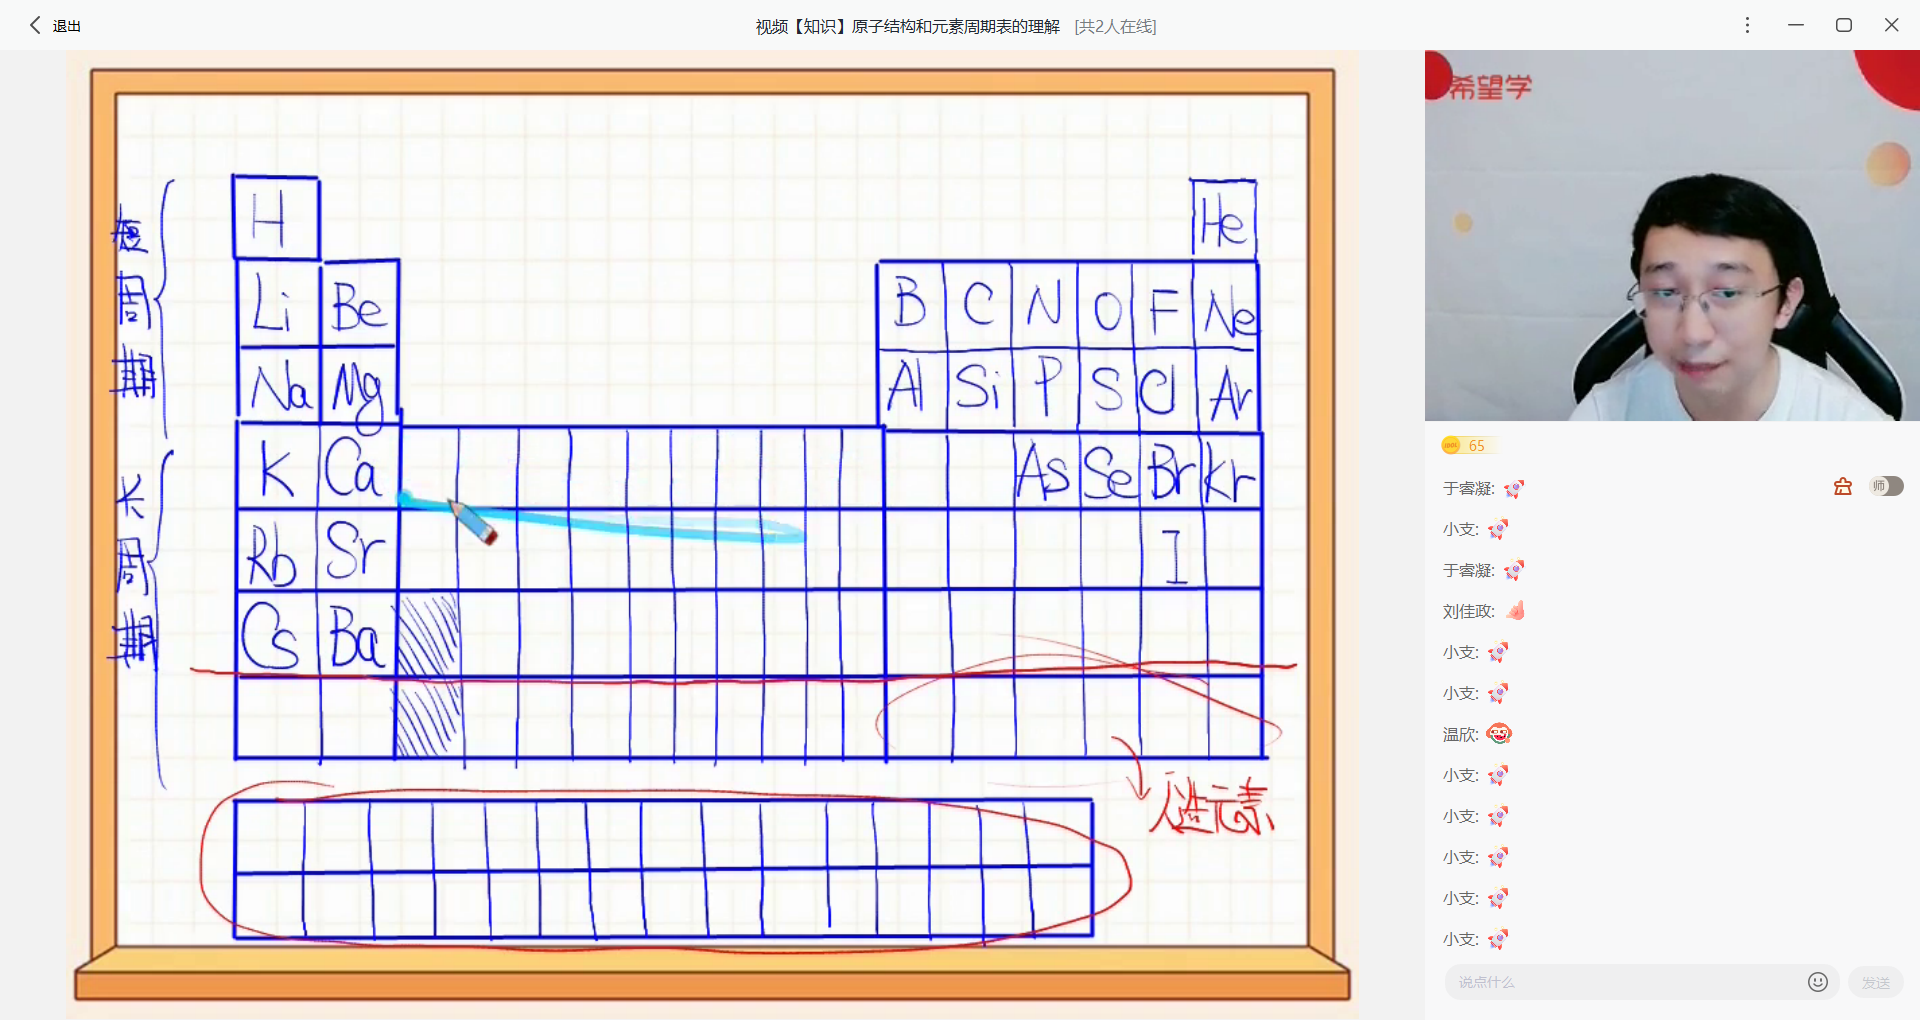 退出
视频【知识】原子结构和元素周期表的理解 [共2人在线]
希望学
短周期
长周期
H He
Li Be B C N O F Ne
Na Mg Al Si P S Cl Ar
K Ca As Se Br Kr
Rb Sr I
Cs Ba
人造元素
65
于睿凝:
师
小支:
于睿凝:
刘佳政:
小支:
小支:
温欣:
小支:
小支:
小支:
小支:
小支:
说点什么
发送